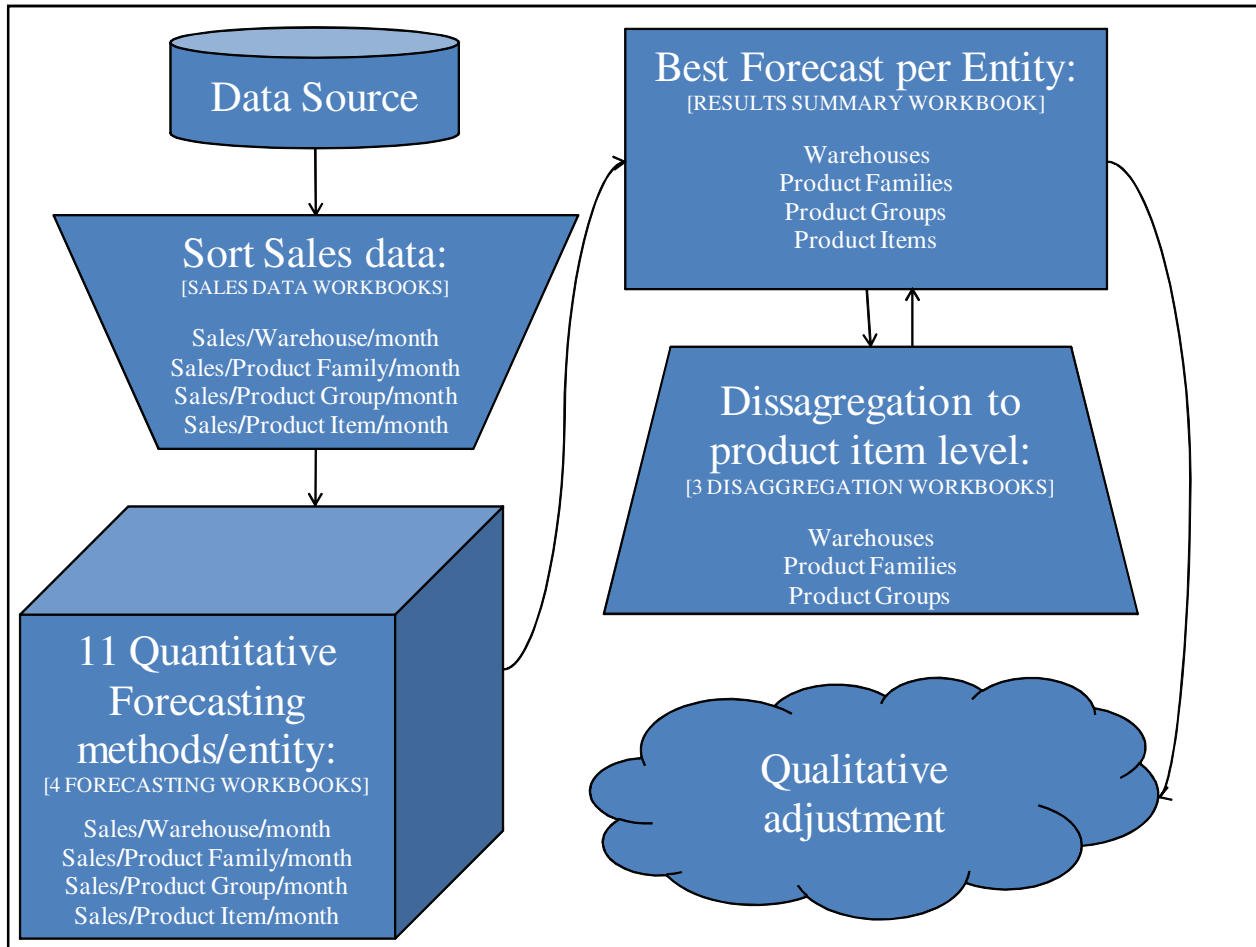 Data Source
Sort Sales data:
[SALES DATA WORKBOOKS]
Sales/Warehouse/month
Sales/Product Family/month
Sales/Product Group/month
Sales/Product Item/month
11 Quantitative
Forecasting
methods/entity:
[4 FORECASTING WORKBOOKS]
Sales/Warehouse/month
Sales/Product Family/month
Sales/Product Group/month
Sales/Product Item/month
Best Forecast per Entity:
[RESULTS SUMMARY WORKBOOK]
Warehouses
Product Families
Product Groups
Product Items
Dissagregation to
product item level:
[3 DISAGGREGATION WORKBOOKS]
Warehouses
Product Families
Product Groups
Qualitative
adjustment